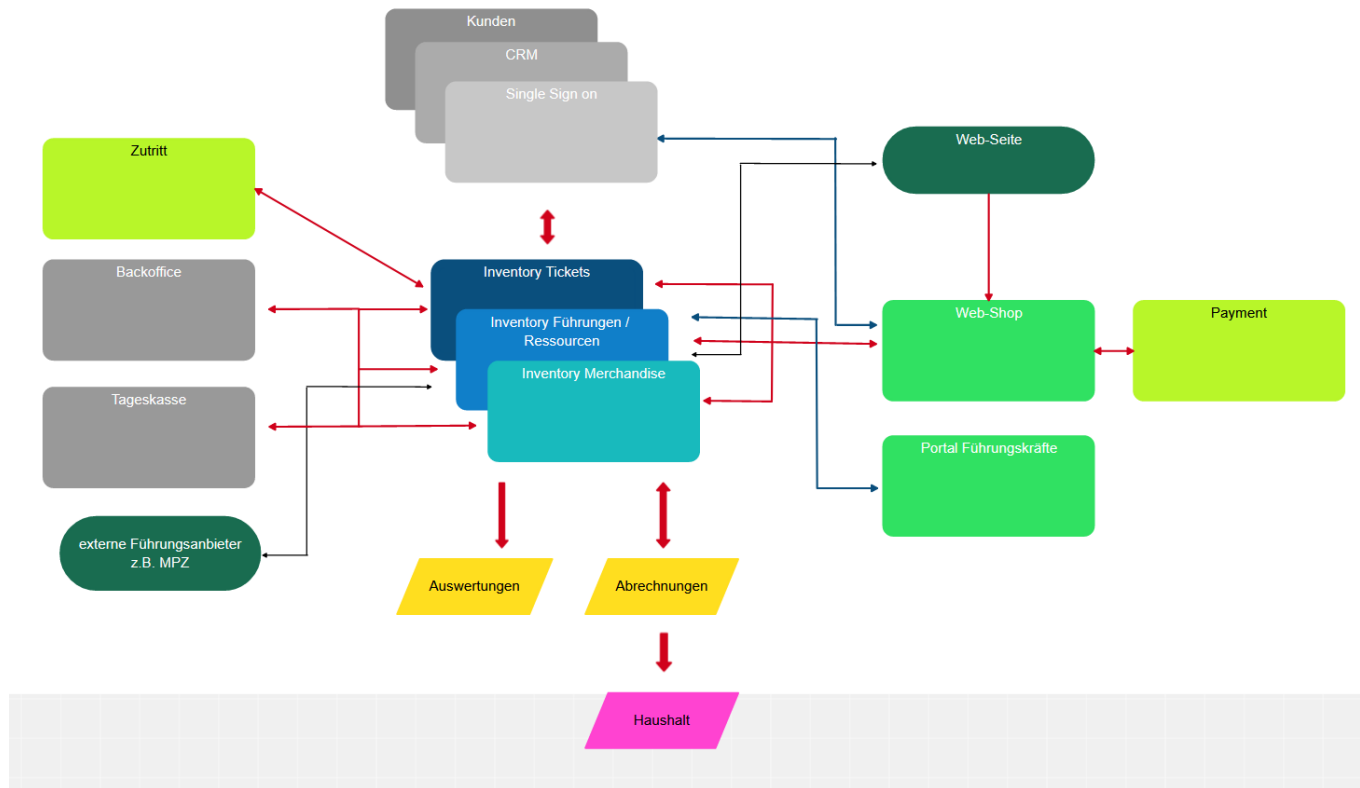 Kunden
CRM
Single Sign on
Zutritt
Web-Seite
Backoffice
Inventory Tickets
Inventory Führungen /
Ressourcen
Inventory Merchandise
Web-Shop
Payment
Tageskasse
Portal Führungskräfte
externe Führungsanbieter
z.B. MPZ
Auswertungen
Abrechnungen
Haushalt